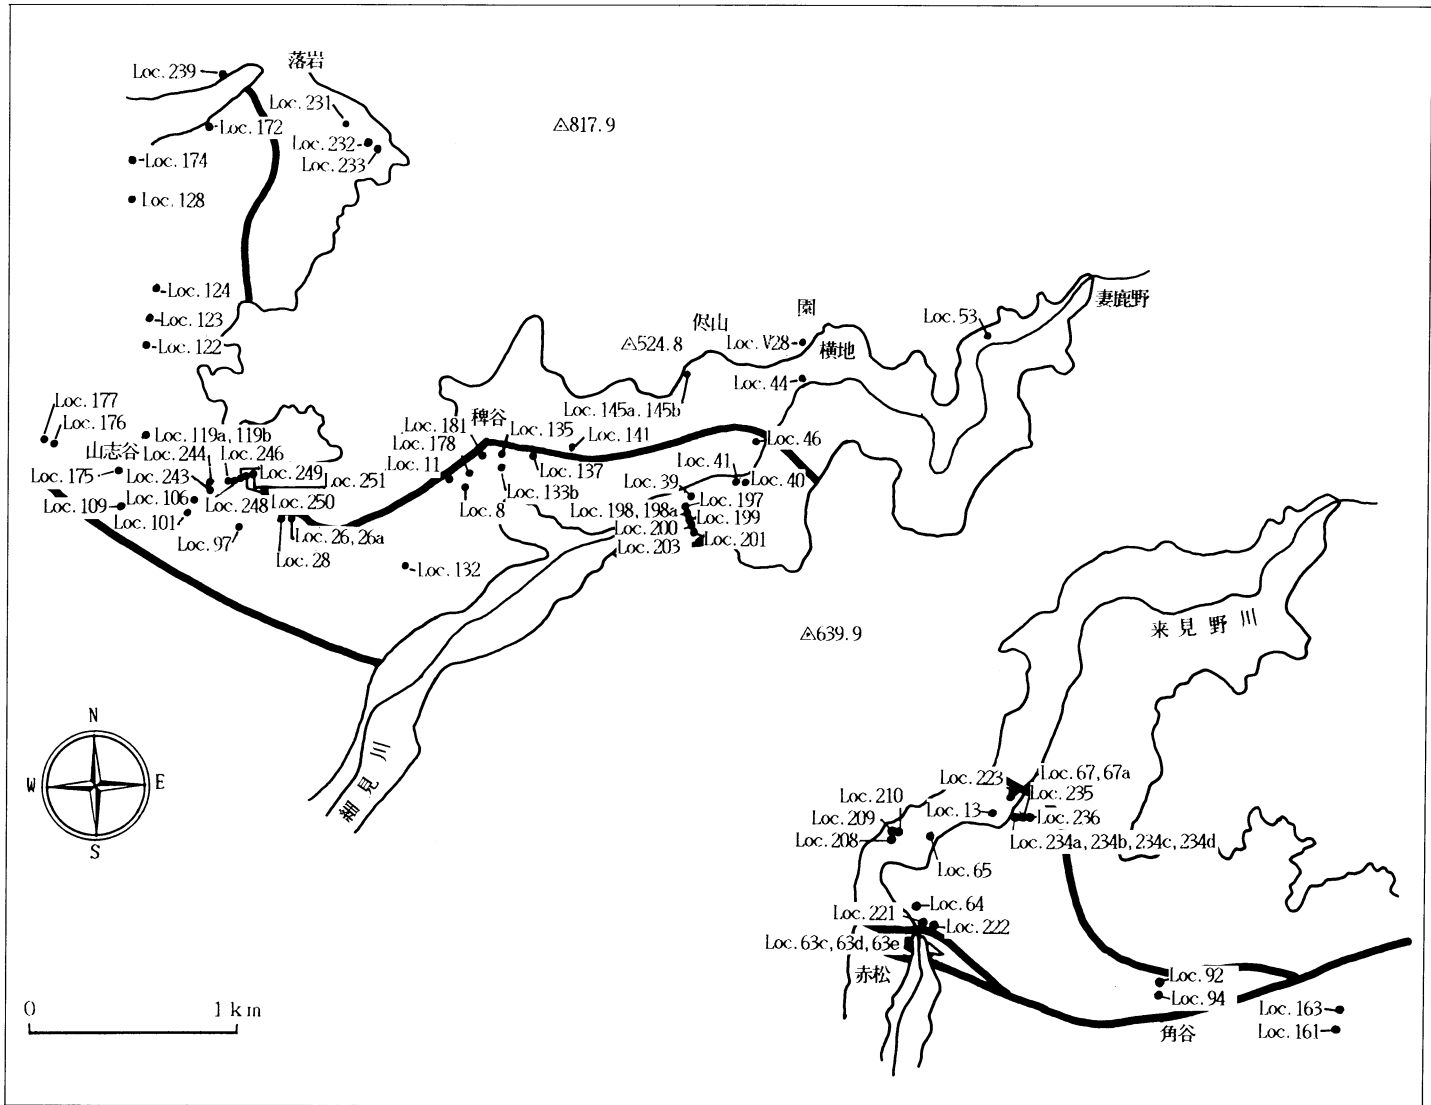 落岩
Loc. 239
Loc. 231
△817.9
Loc. 172
Loc. 232
Loc. 233
Loc. 174
Loc. 128
Loc. 124
Loc. 123
Loc. 122
妻鹿野
園
Loc. 53
㑨山
△524.8
Loc. V28
横地
Loc. 44
Loc. 177
Loc. 176
Loc. 145a, 145b
稗谷
Loc. 181
Loc. 135
Loc. 141
Loc. 46
Loc. 119a, 119b
Loc. 178
山志谷
Loc. 244
Loc. 246
Loc. 11
Loc. 137
Loc. 41
Loc. 175
Loc. 243
Loc. 249
Loc. 251
Loc. 39
Loc. 40
Loc. 133b
Loc. 109
Loc. 106
Loc. 248
Loc. 250
Loc. 8
Loc. 198, 198a
Loc. 197
Loc. 101
Loc. 199
Loc. 200
Loc. 97
Loc. 26, 26a
Loc. 203
Loc. 201
Loc. 28
Loc. 132
△639.9
来見野川
N
W
E
S
細見川
Loc. 223
Loc. 67, 67a
Loc. 210
Loc. 235
Loc. 209
Loc. 13
Loc. 236
Loc. 208
Loc. 234a, 234b, 234c, 234d
Loc. 65
Loc. 64
Loc. 221
Loc. 222
Loc. 63c, 63d, 63e
赤松
Loc. 92
Loc. 94
Loc. 163
Loc. 161
角谷
0
1 km